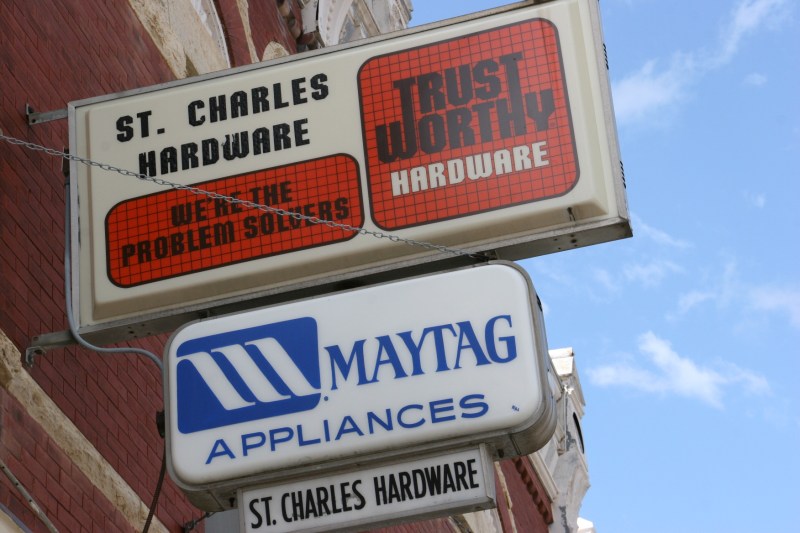 ST. CHARLES
HARDWARE
WE'RE THE
PROBLEM SOLVERS
TRUST
WORTHY
HARDWARE
MAYTAG
APPLIANCES
ST. CHARLES HARDWARE